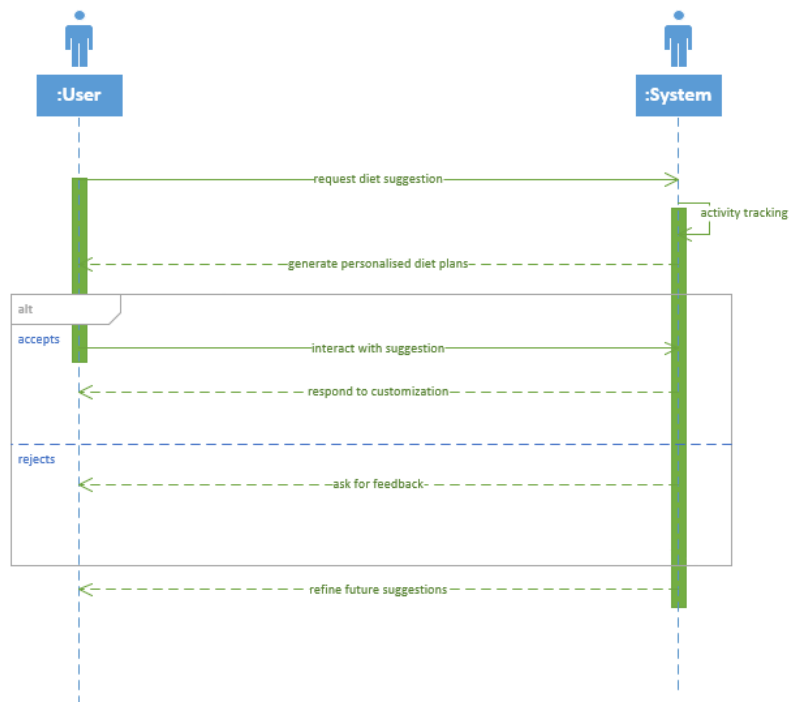 :User
:System
request diet suggestion
activity tracking
generate personalised diet plans
alt
accepts
interact with suggestion
respond to customization
rejects
ask for feedback
refine future suggestions